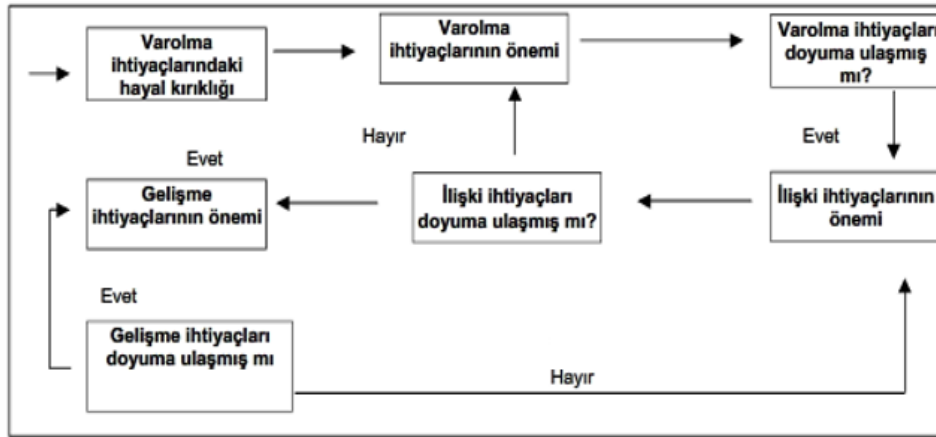 Varolma
ihtiyaçlarındaki
hayal kırıklığı
Varolma
ihtiyaçlarının önemi
Varolma ihtiyaçları
doyuma ulaşmış
mı?
Hayır
Evet
Evet
Gelişme
ihtiyaçlarının önemi
İlişki ihtiyaçları
doyuma ulaşmış mı?
İlişki ihtiyaçlarının
önemi
Evet
Gelişme ihtiyaçları
doyuma ulaşmış mı
Hayır